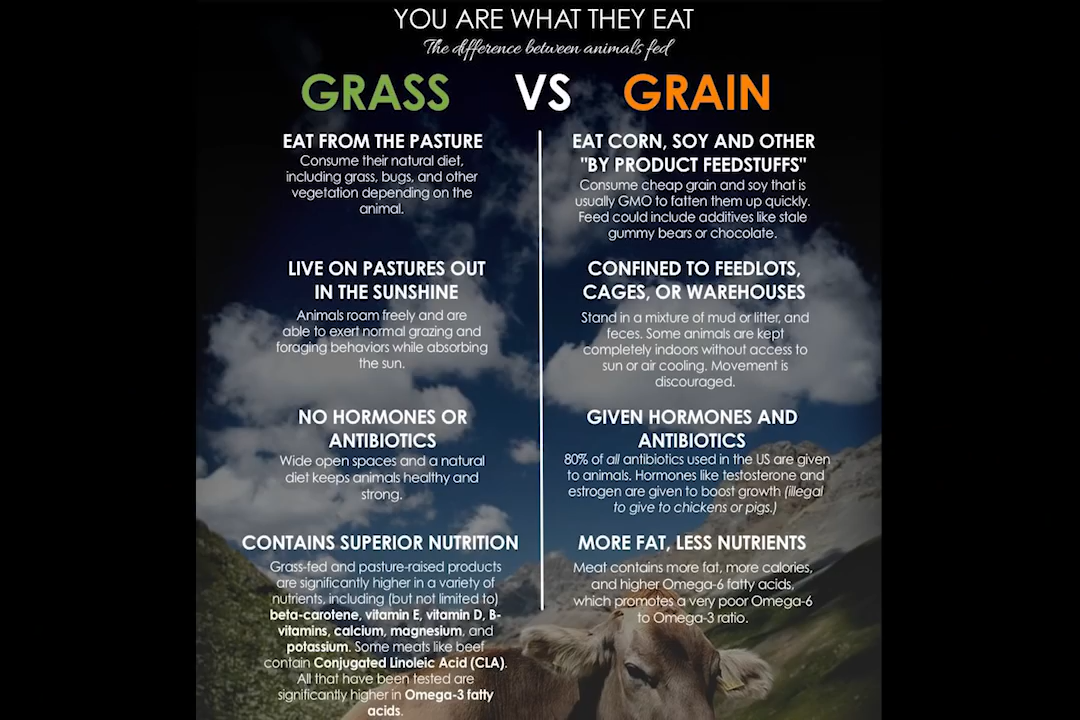 YOU ARE WHAT THEY EAT
The difference between animals fed
GRASS VS GRAIN
EAT FROM THE PASTURE
Consume their natural diet,
including grass, bugs, and other
vegetation depending on the
animal.
LIVE ON PASTURES OUT
IN THE SUNSHINE
Animals roam freely and are
able to exert normal grazing and
foraging behaviors while absorbing
the sun.
NO HORMONES OR
ANTIBIOTICS
Wide open spaces and a natural
diet keeps animals healthy and
strong.
CONTAINS SUPERIOR NUTRITION
Grass-fed and pasture-raised products
are significantly higher in a variety of
nutrients, including (but not limited to)
beta-carotene, vitamin E, vitamin D, B-
vitamins, calcium, magnesium, and
potassium. Some meats like beef
contain Conjugated Linoleic Acid (CLA).
All that have been tested are
significantly higher in Omega-3 fatty
acids.
EAT CORN, SOY AND OTHER
"BY PRODUCT FEEDSTUFFS"
Consume cheap grain and soy that is
usually GMO to fatten them up quickly.
Feed could include additives like stale
gummy bears or chocolate.
CONFINED TO FEEDLOTS,
CAGES, OR WAREHOUSES
Stand in a mixture of mud or litter, and
feces. Some animals are kept
completely indoors without access to
sun or air cooling. Movement is
discouraged.
GIVEN HORMONES AND
ANTIBIOTICS
80% of all antibiotics used in the US are given
to animals. Hormones like testosterone and
estrogen are given to boost growth (illegal
to give to chickens or pigs.)
MORE FAT, LESS NUTRIENTS
Meat contains more fat, more calories,
and higher Omega-6 fatty acids,
which promotes a very poor Omega-6
to Omega-3 ratio.